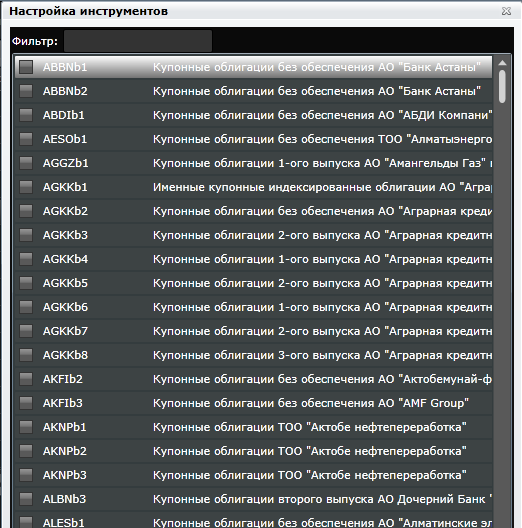 Настройка инструментов
Фильтр:
ABBNb1 Купонные облигации без обеспечения АО "Банк Астаны"
ABBNb2 Купонные облигации без обеспечения АО "Банк Астаны"
ABDIb1 Купонные облигации без обеспечения АО "АБДИ Компани"
AESOb1 Купонные облигации без обеспечения ТОО "Алматыэнерго
AGGZb1 Купонные облигации 1-ого выпуска АО "Амангельды Газ"
AGKKb1 Именные купонные индексированные облигации АО "Аграр
AGKKb2 Купонные облигации без обеспечения АО "Аграрная креди
AGKKb3 Купонные облигации 2-ого выпуска АО "Аграрная кредитн
AGKKb4 Купонные облигации 1-ого выпуска АО "Аграрная кредитн
AGKKb5 Купонные облигации 2-ого выпуска АО "Аграрная кредитн
AGKKb6 Купонные облигации 1-ого выпуска АО "Аграрная кредитн
AGKKb7 Купонные облигации 2-ого выпуска АО "Аграрная кредитн
AGKKb8 Купонные облигации 3-ого выпуска АО "Аграрная кредитн
AKFIb2 Купонные облигации без обеспечения АО "Актобемунай-ф
AKFIb3 Купонные облигации без обеспечения АО "AMF Group"
AKNPb1 Купонные облигации ТОО "Актобе нефтепереработка"
AKNPb2 Купонные облигации ТОО "Актобе нефтепереработка"
AKNPb3 Купонные облигации ТОО "Актобе нефтепереработка"
ALBNb3 Купонные облигации второго выпуска АО Дочерний Банк "
ALESb1 Купонные облигации без обеспечения АО "Алматинские эл